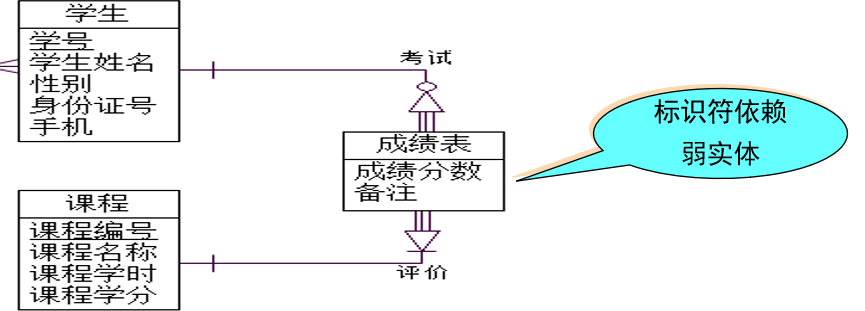 学生
学号
学生姓名
性别
身份证号
手机
考试
成绩表
成绩分数
备注
标识符依赖
弱实体
课程
课程编号
课程名称
课程学时
课程学分
评价